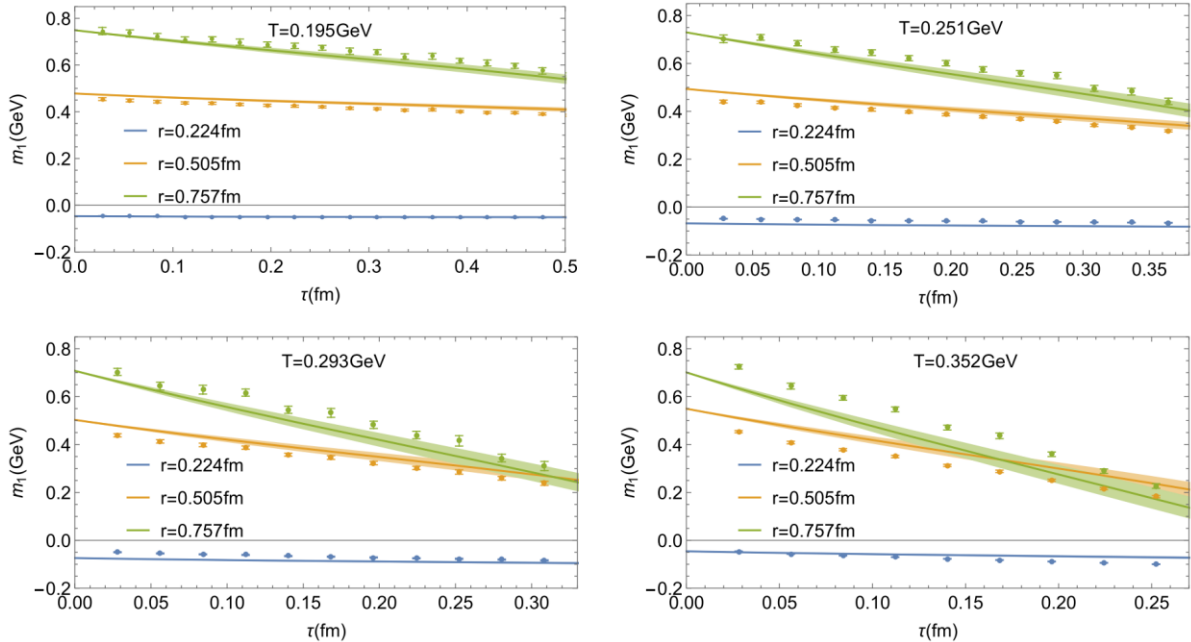 T=0.195GeV
m₁(GeV)
0.8
0.6
0.4
0.2
0.0
−0.2
r=0.224fm
r=0.505fm
r=0.757fm
0.0 0.1 0.2 0.3 0.4 0.5
τ(fm)
T=0.251GeV
m₁(GeV)
0.8
0.6
0.4
0.2
0.0
−0.2
r=0.224fm
r=0.505fm
r=0.757fm
0.00 0.05 0.10 0.15 0.20 0.25 0.30 0.35
τ(fm)
T=0.293GeV
m₁(GeV)
0.8
0.6
0.4
0.2
0.0
−0.2
r=0.224fm
r=0.505fm
r=0.757fm
0.00 0.05 0.10 0.15 0.20 0.25 0.30
τ(fm)
T=0.352GeV
m₁(GeV)
0.8
0.6
0.4
0.2
0.0
−0.2
r=0.224fm
r=0.505fm
r=0.757fm
0.00 0.05 0.10 0.15 0.20 0.25
τ(fm)